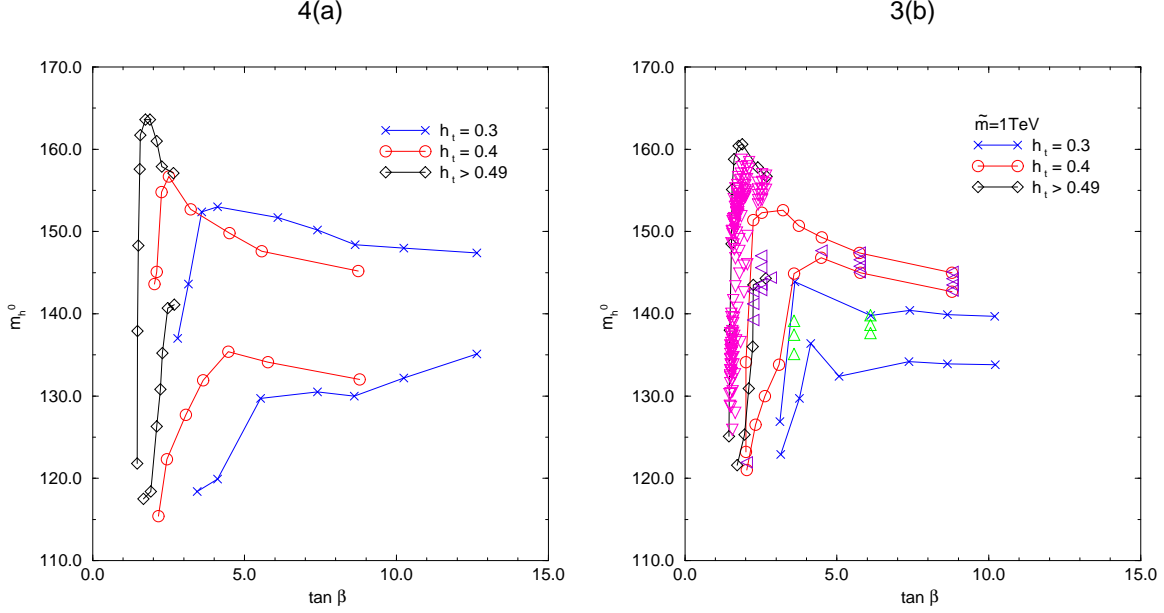 4(a)
170.0
160.0
150.0
140.0
130.0
120.0
110.0
m_h^0
0.0 5.0 10.0 15.0
tan β
h_t = 0.3
h_t = 0.4
h_t > 0.49
3(b)
170.0
160.0
150.0
140.0
130.0
120.0
110.0
m_h^0
0.0 5.0 10.0 15.0
tan β
m̃=1TeV
h_t = 0.3
h_t = 0.4
h_t > 0.49